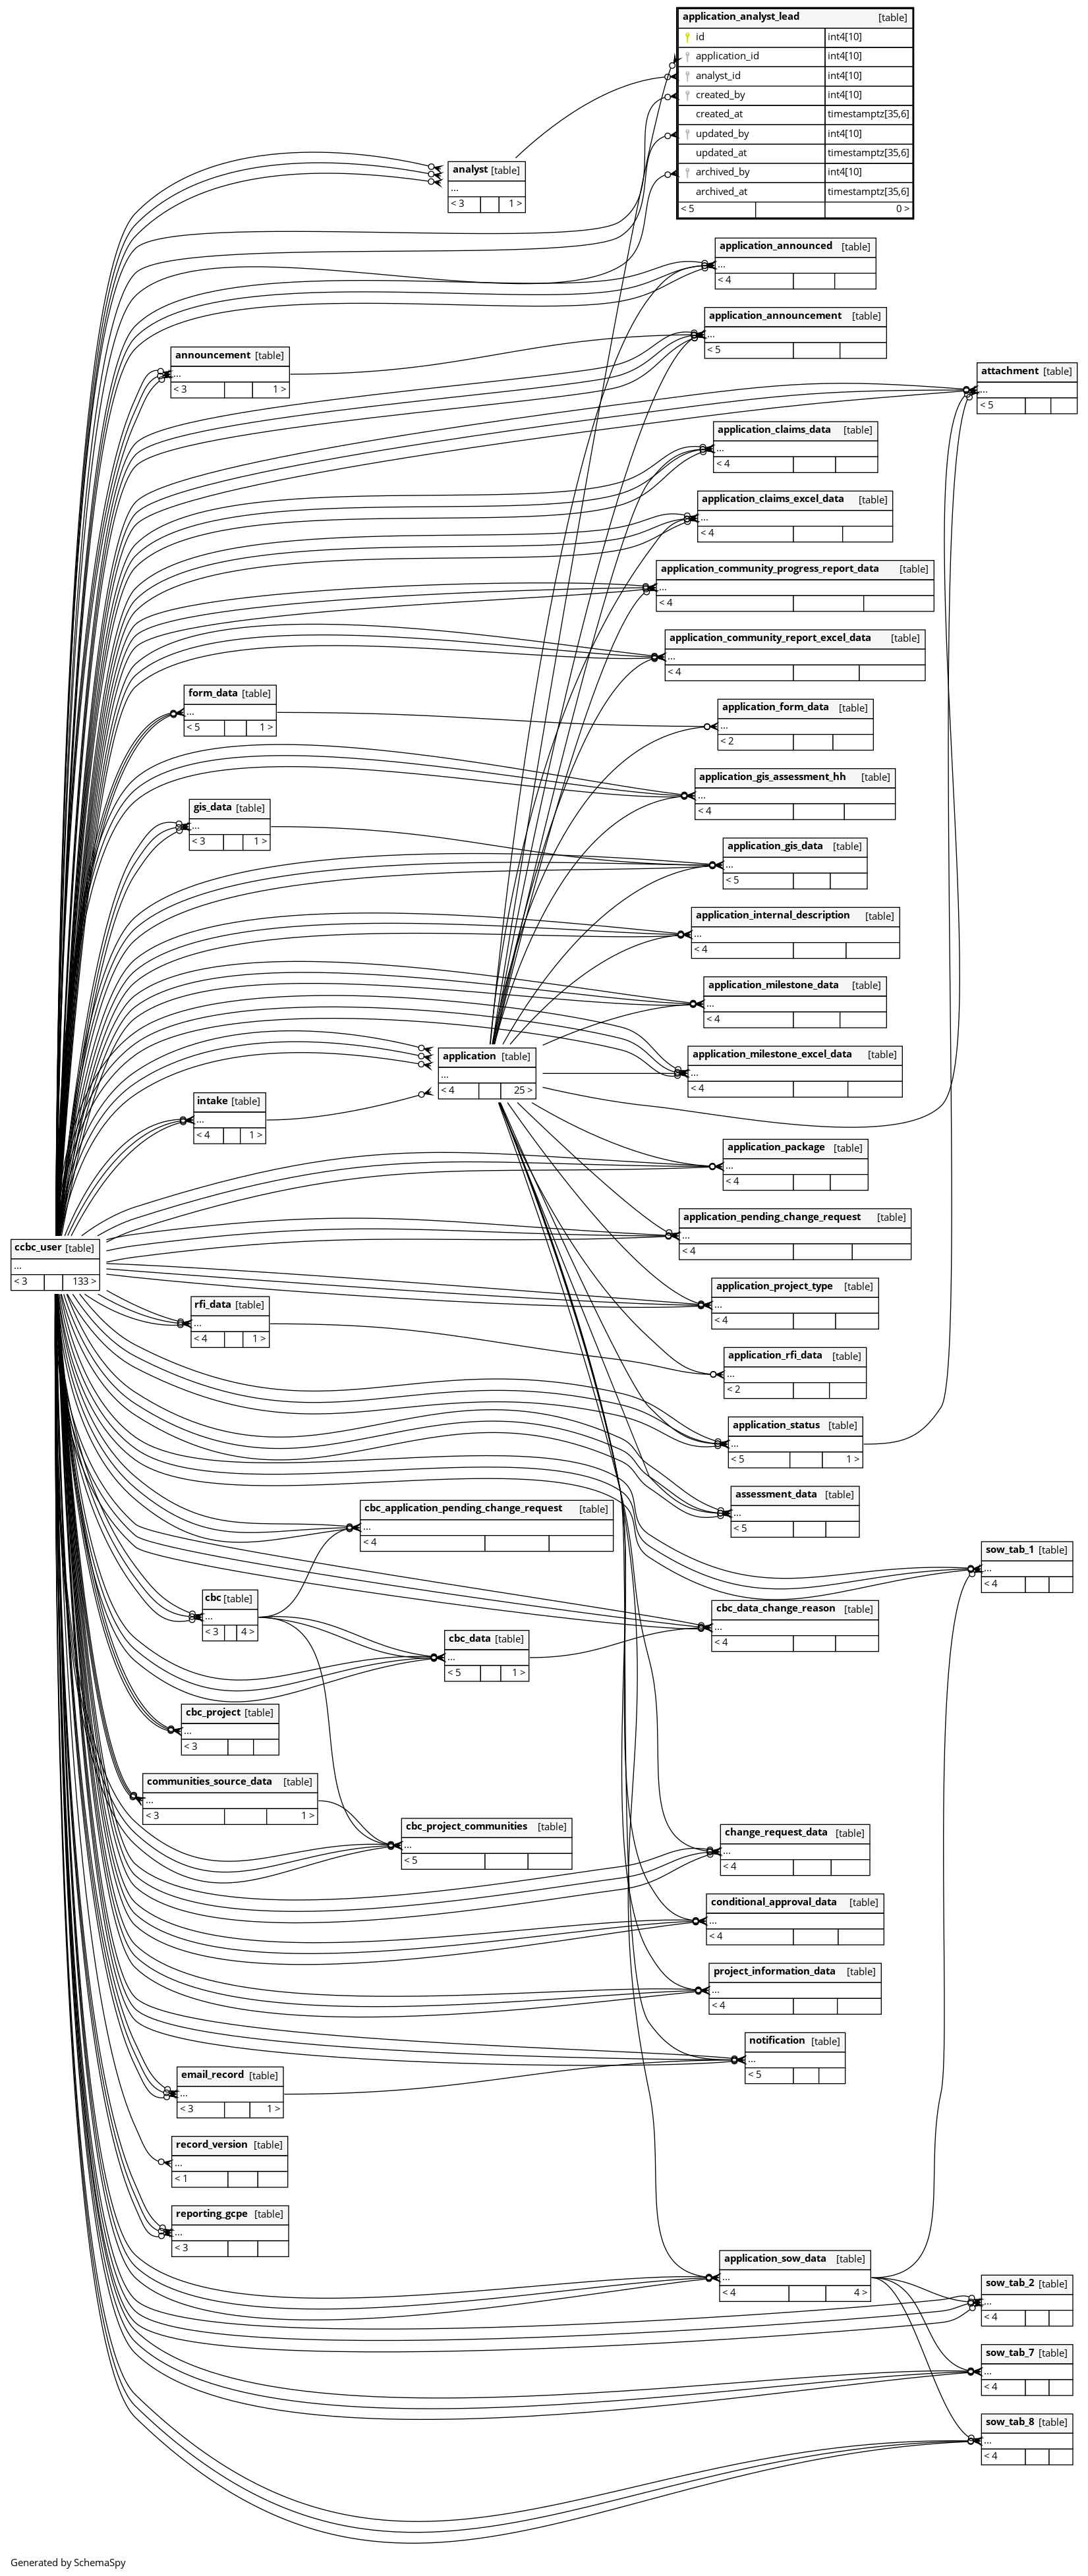 application_analyst_lead [table]
id int4[10]
application_id int4[10]
analyst_id int4[10]
created_by int4[10]
created_at timestamptz[35,6]
updated_by int4[10]
updated_at timestamptz[35,6]
archived_by int4[10]
archived_at timestamptz[35,6]
< 5 0 >
analyst [table]
...
< 3 1 >
application_announced [table]
...
< 4
application_announcement [table]
...
< 5
announcement [table]
...
< 3 1 >
attachment [table]
...
< 5
application_claims_data [table]
...
< 4
application_claims_excel_data [table]
...
< 4
application_community_progress_report_data [table]
...
< 4
application_community_report_excel_data [table]
...
< 4
form_data [table]
...
< 5 1 >
application_form_data [table]
...
< 2
application_gis_assessment_hh [table]
...
< 4
gis_data [table]
...
< 3 1 >
application_gis_data [table]
...
< 5
application_internal_description [table]
...
< 4
application_milestone_data [table]
...
< 4
application [table]
...
< 4 25 >
application_milestone_excel_data [table]
...
< 4
intake [table]
...
< 4 1 >
application_package [table]
...
< 4
application_pending_change_request [table]
...
< 4
ccbc_user [table]
...
< 3 133 >
application_project_type [table]
...
< 4
rfi_data [table]
...
< 4 1 >
application_rfi_data [table]
...
< 2
application_status [table]
...
< 5 1 >
assessment_data [table]
...
< 5
cbc_application_pending_change_request [table]
...
< 4
sow_tab_1 [table]
...
< 4
cbc [table]
...
< 3 4 >
cbc_data_change_reason [table]
...
< 4
cbc_data [table]
...
< 5 1 >
cbc_project [table]
...
< 3
communities_source_data [table]
...
< 3 1 >
cbc_project_communities [table]
...
< 5
change_request_data [table]
...
< 4
conditional_approval_data [table]
...
< 4
project_information_data [table]
...
< 4
notification [table]
...
< 5
email_record [table]
...
< 3 1 >
record_version [table]
...
< 1
reporting_gcpe [table]
...
< 3
application_sow_data [table]
...
< 4 4 >
sow_tab_2 [table]
...
< 4
sow_tab_7 [table]
...
< 4
sow_tab_8 [table]
...
< 4
Generated by SchemaSpy